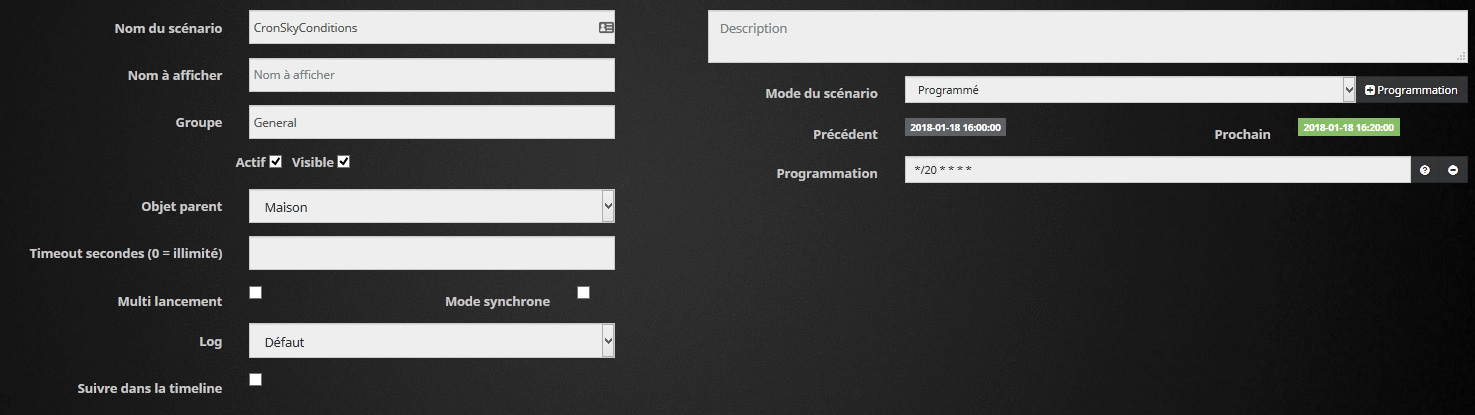 Nom du scénario CronSkyConditions
Nom à afficher Nom à afficher
Groupe General
Actif Visible
Objet parent Maison
Timeout secondes (0 = illimité)
Multi lancement Mode synchrone
Log Défaut
Suivre dans la timeline
Description
Mode du scénario Programmé Programmation
Précédent 2018-01-18 16:00:00 Prochain 2018-01-18 16:20:00
Programmation */20 * * * *